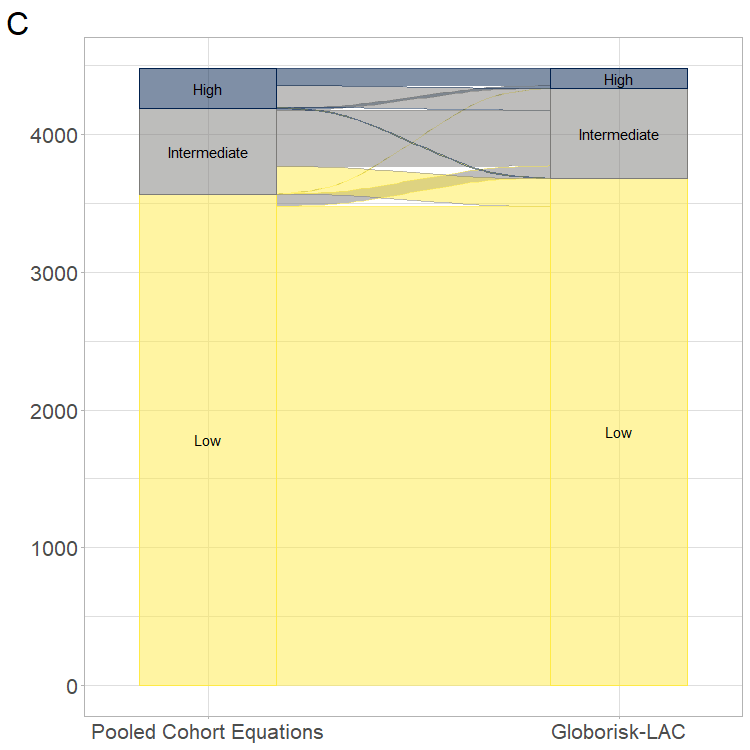 C
High
High
Intermediate
Intermediate
4000
3000
2000
Low
Low
1000
0
Pooled Cohort Equations
Globorisk-LAC